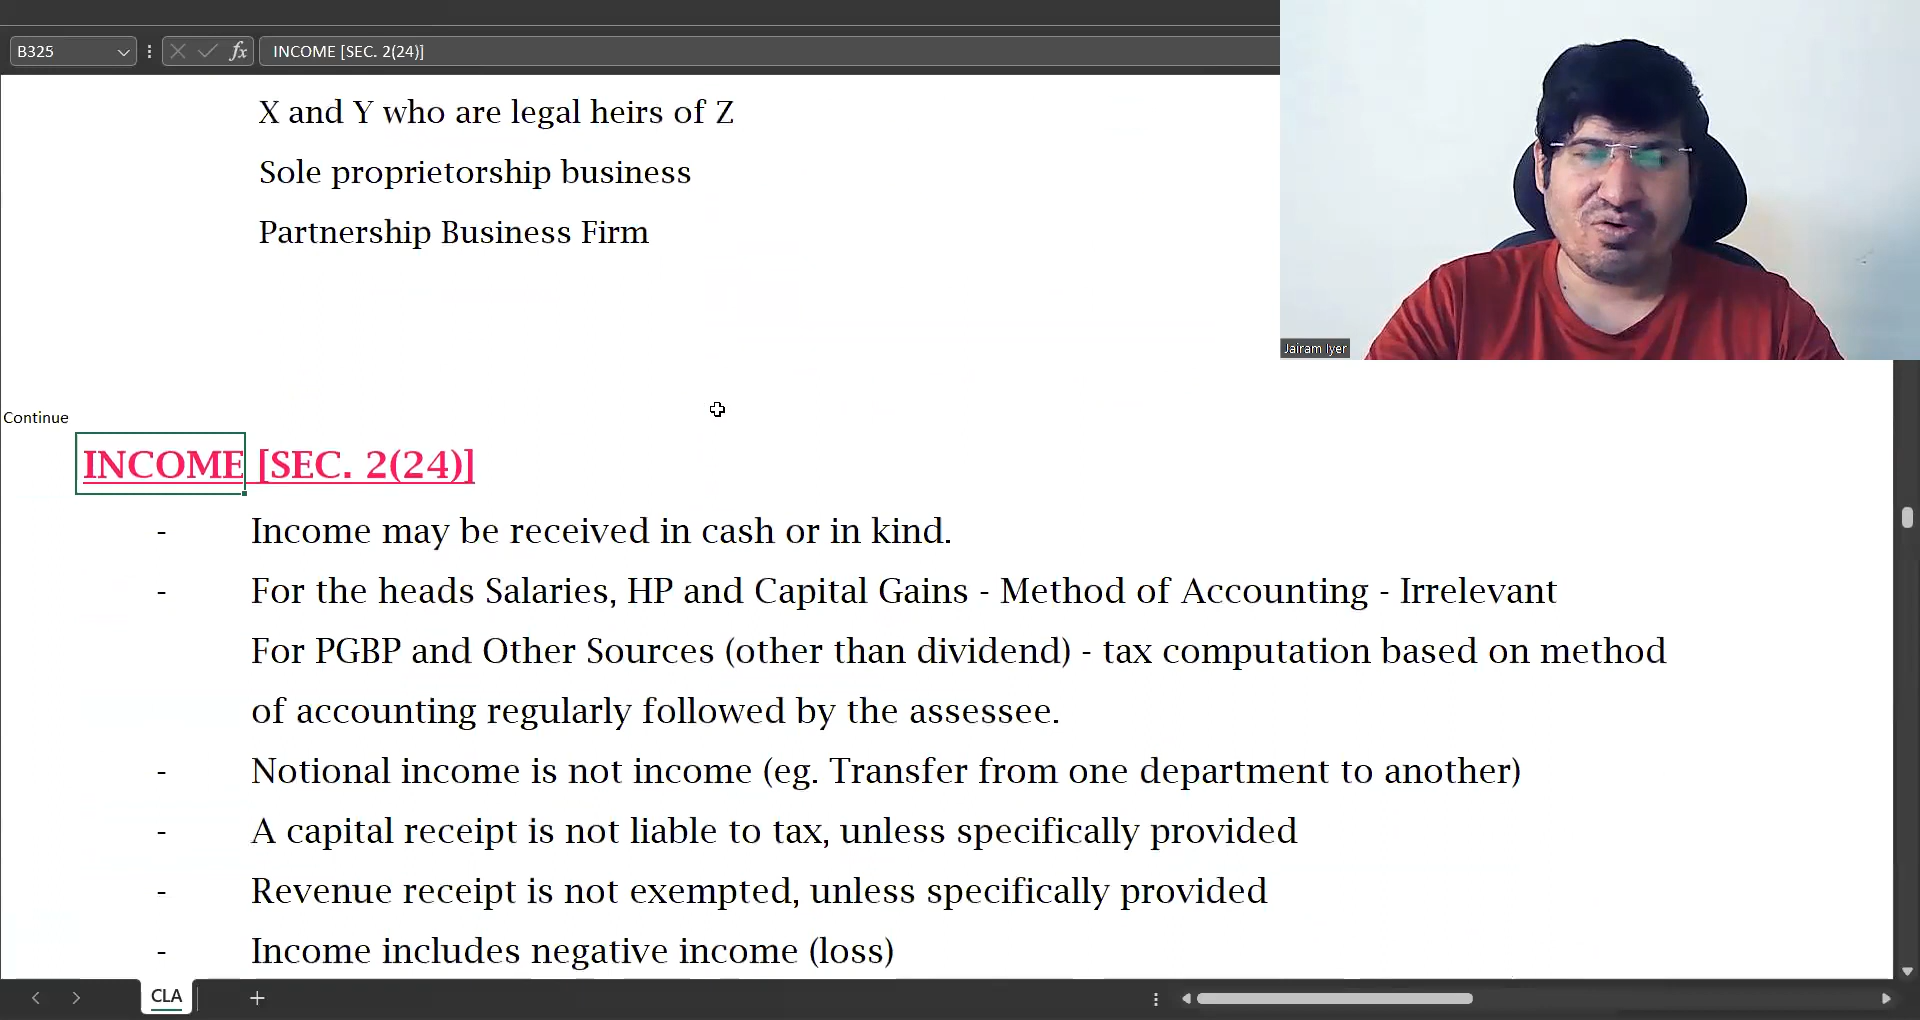 B325
fx
INCOME [SEC. 2(24)]
X and Y who are legal heirs of Z
Sole proprietorship business
Partnership Business Firm
Jairam Iyer
Continue
INCOME [SEC. 2(24)]
- Income may be received in cash or in kind.
- For the heads Salaries, HP and Capital Gains - Method of Accounting - Irrelevant
For PGBP and Other Sources (other than dividend) - tax computation based on method
of accounting regularly followed by the assessee.
- Notional income is not income (eg. Transfer from one department to another)
- A capital receipt is not liable to tax, unless specifically provided
- Revenue receipt is not exempted, unless specifically provided
- Income includes negative income (loss)
CLA